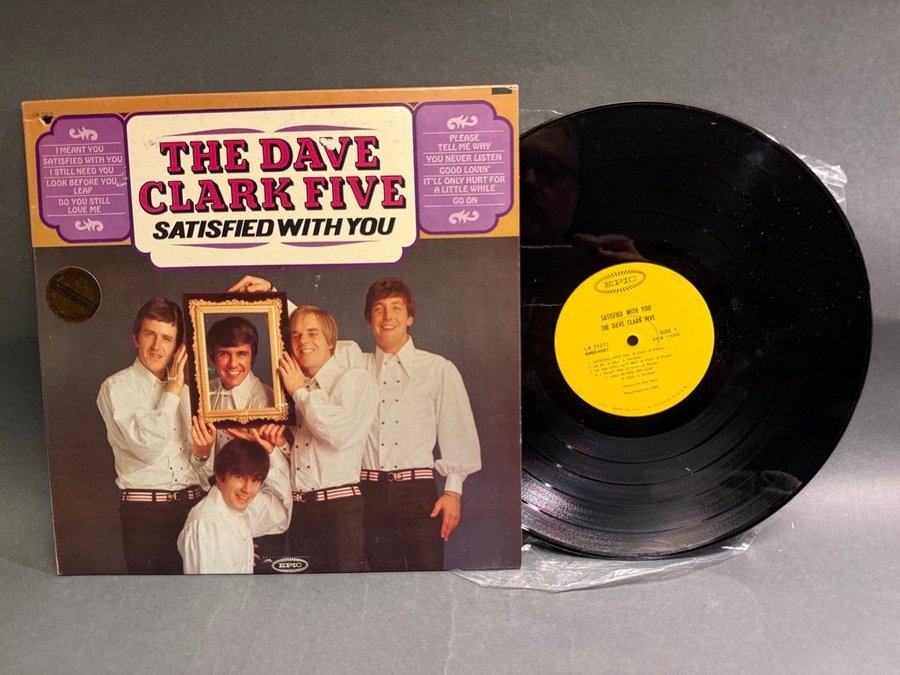 I MEANT YOU
SATISFIED WITH YOU
I STILL NEED YOU
LOOK BEFORE YOU
LEAP
DO YOU STILL
LOVE ME
THE DAVE
CLARK FIVE
SATISFIED WITH YOU
PLEASE
TELL ME WHY
YOU NEVER LISTEN
GOOD LOVIN'
IT'LL ONLY HURT FOR
A LITTLE WHILE
GO ON
EPIC
EPIC
SATISFIED WITH YOU
THE DAVE CLARK FIVE
LN 24212
SIDE 1